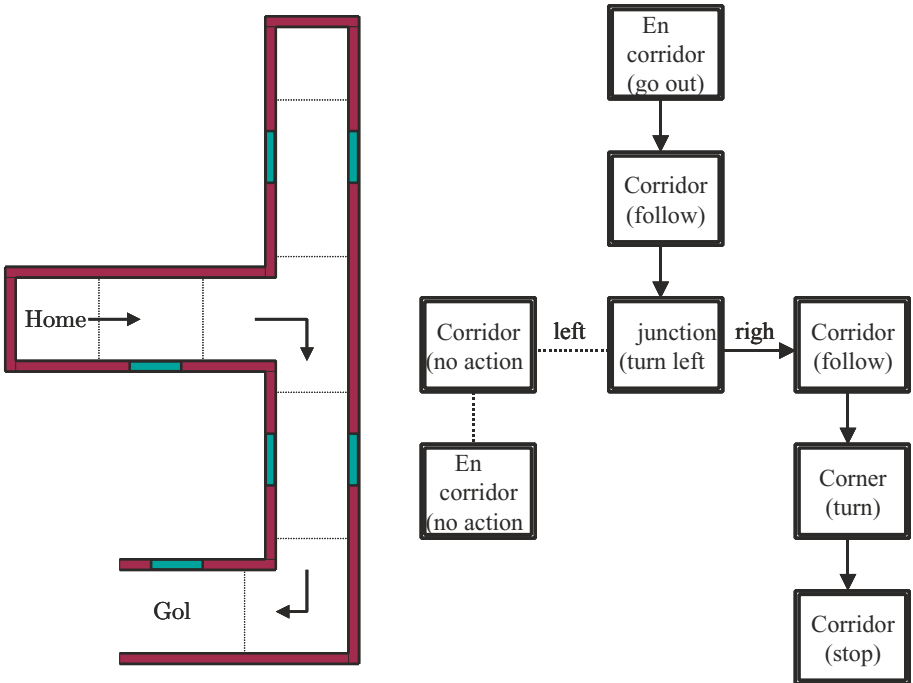 Home
Gol
En
corridor
(go out)
Corridor
(follow)
junction
(turn left
left
righ
Corridor
(no action
En
corridor
(no action
Corridor
(follow)
Corner
(turn)
Corridor
(stop)